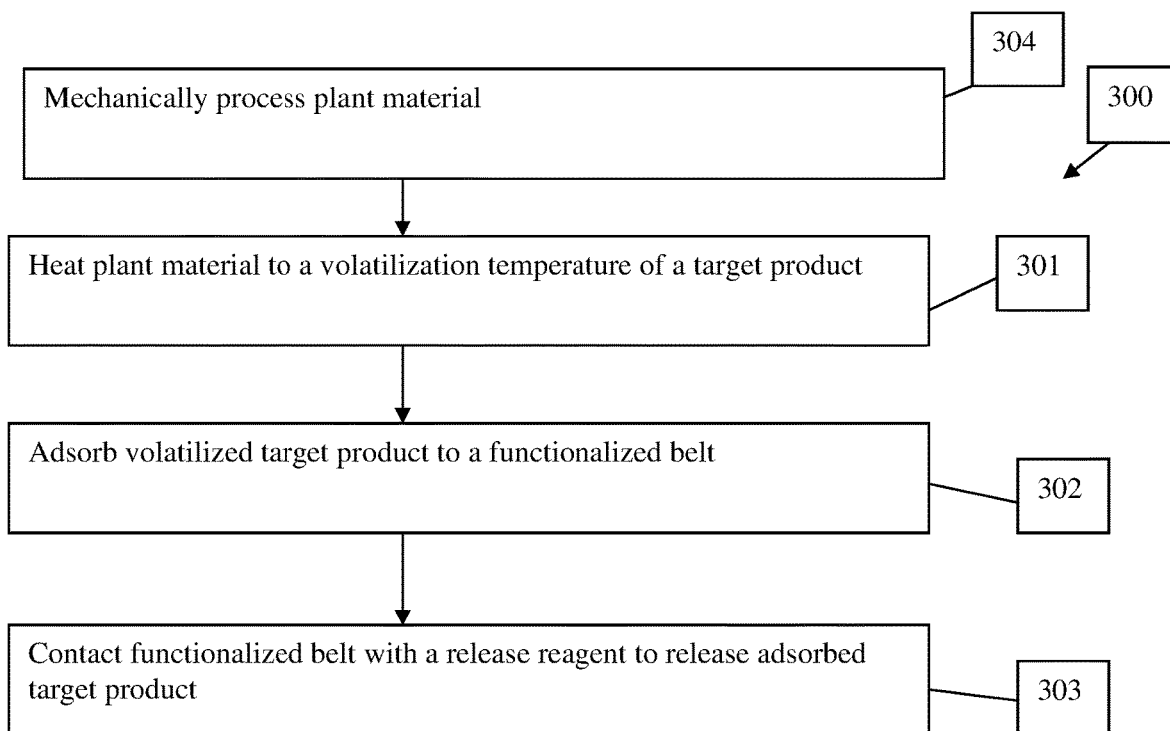 304
Mechanically process plant material
300
Heat plant material to a volatilization temperature of a target product
301
Adsorb volatilized target product to a functionalized belt
302
Contact functionalized belt with a release reagent to release adsorbed
target product
303